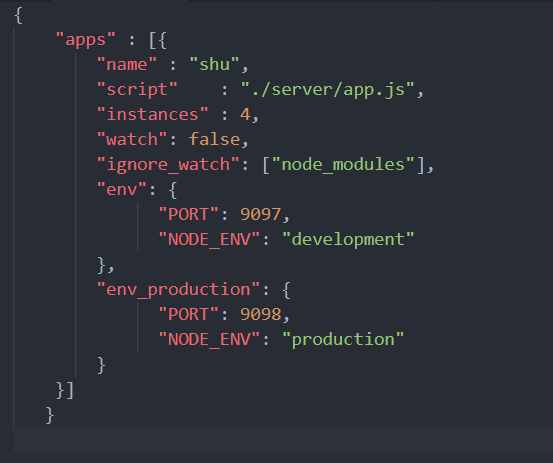 {
    "apps" : [{
        "name" : "shu",
        "script"    : "./server/app.js",
        "instances" : 4,
        "watch": false,
        "ignore_watch": ["node_modules"],
        "env": {
              "PORT": 9097,
              "NODE_ENV": "development"
        },
        "env_production": {
              "PORT": 9098,
              "NODE_ENV": "production"
        }
    }]
   }